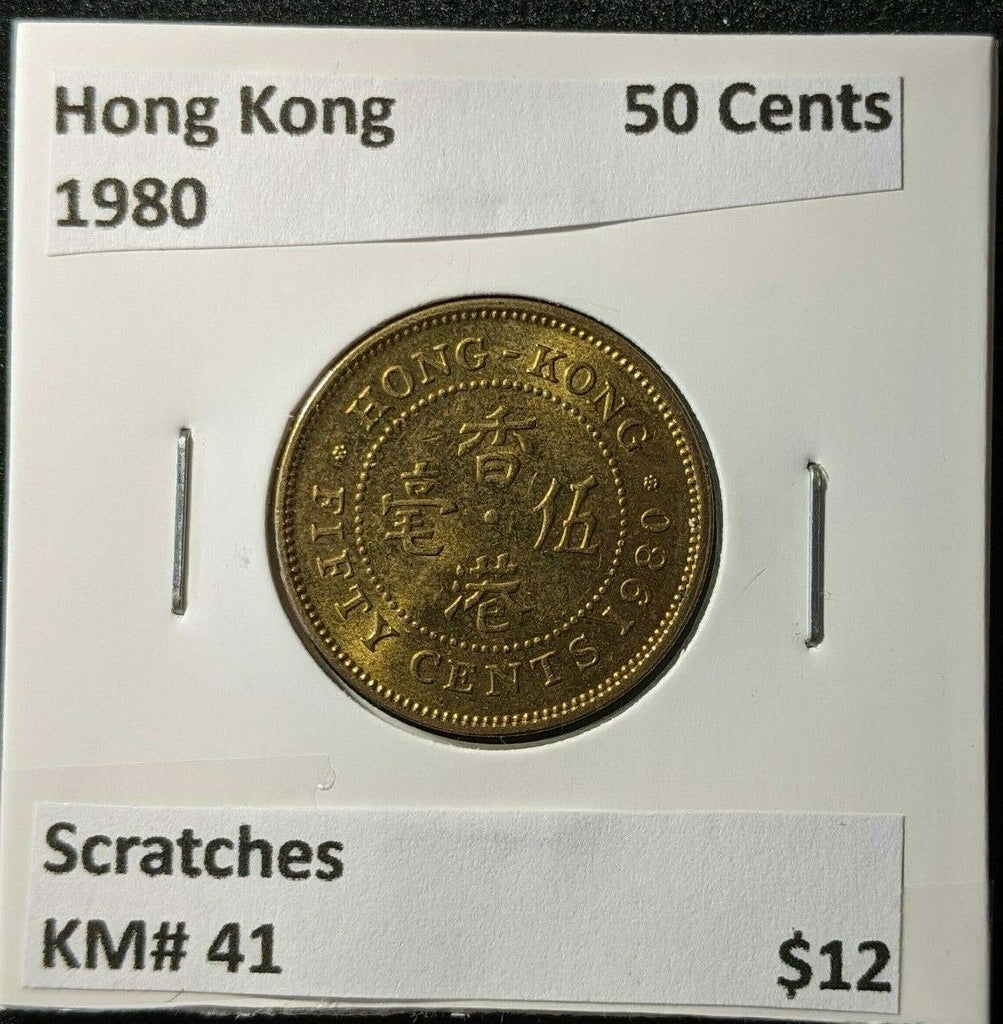 Hong Kong 50 Cents
1980
HONG-KONG
香
毫 伍
港
FIFTY CENTS 1980
Scratches
KM# 41 $12